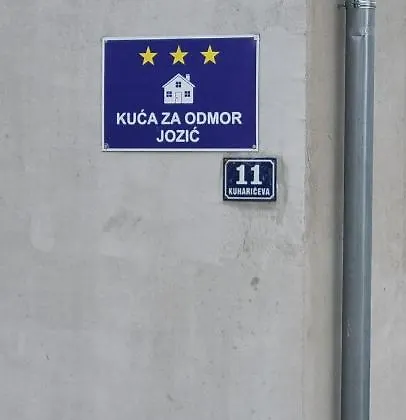 KUĆA ZA ODMOR
JOZIĆ
11
KUHARIĆEVA